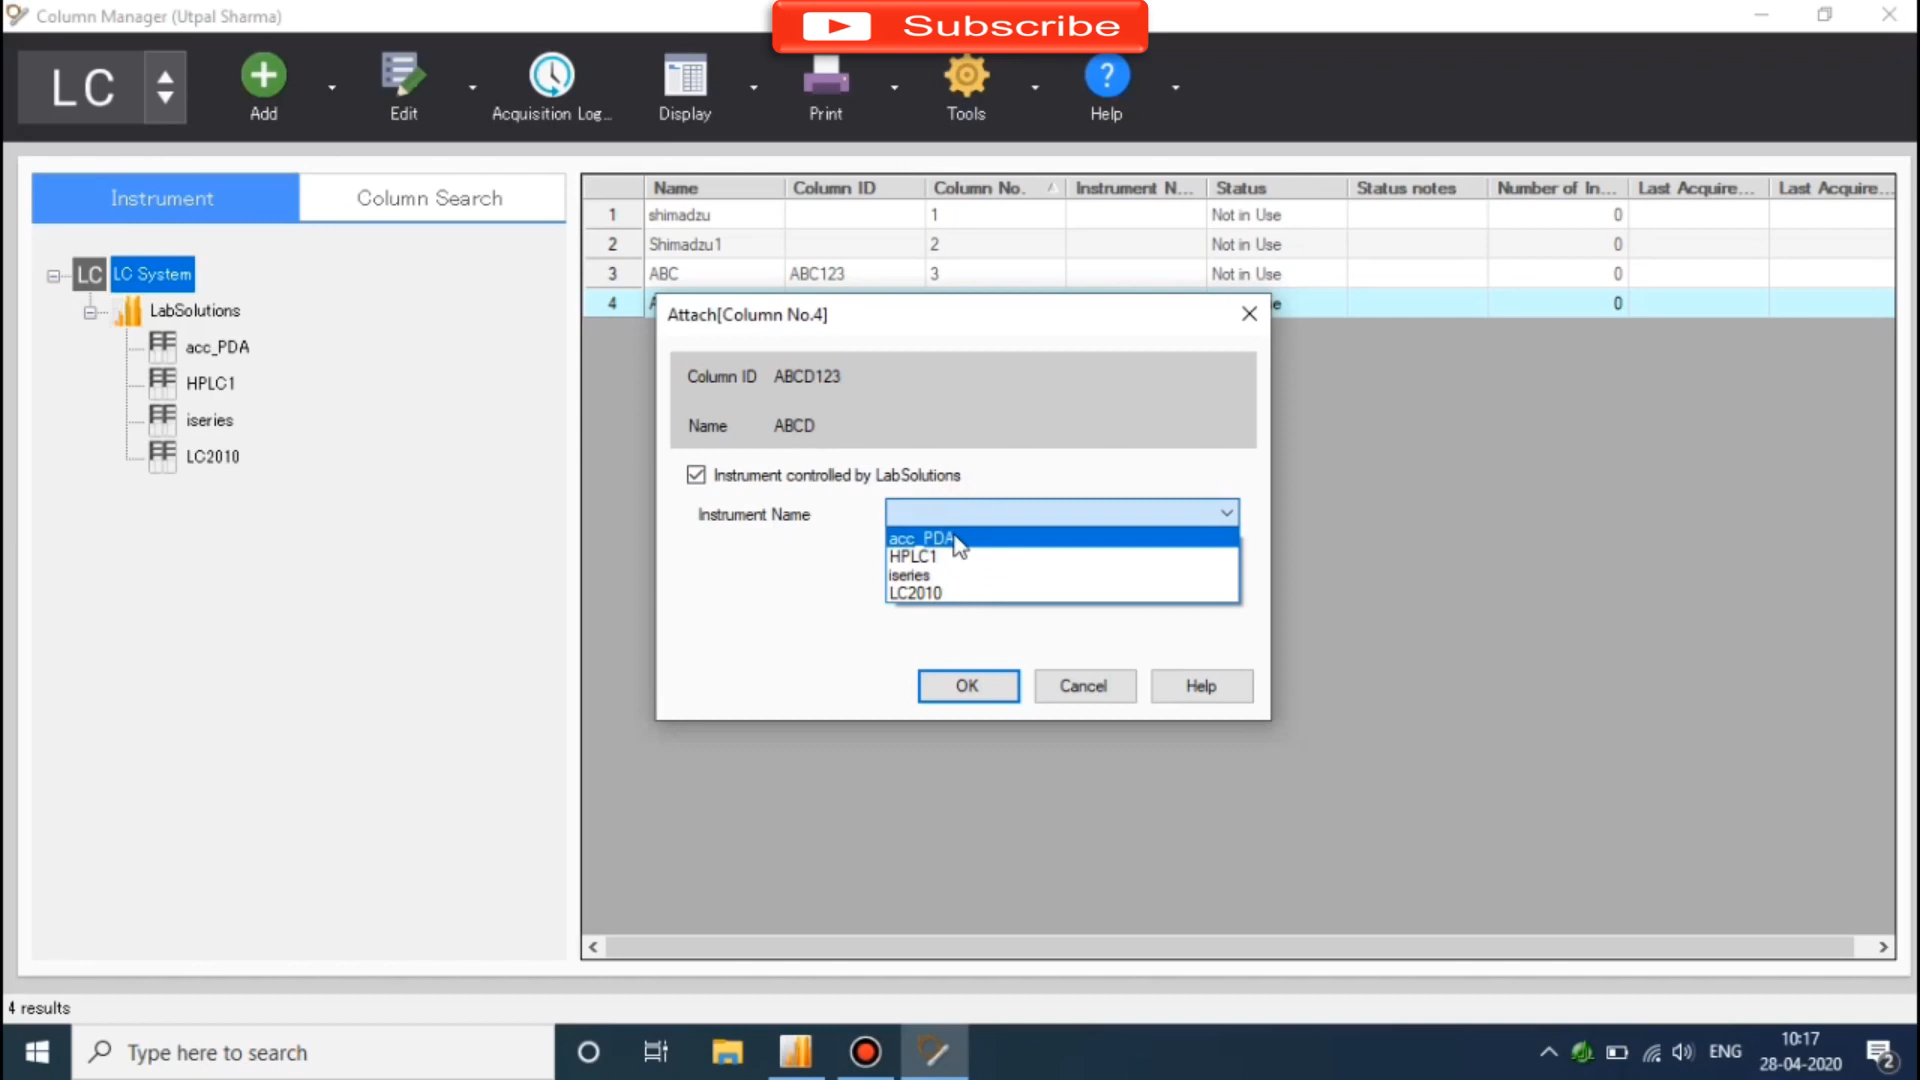 Column Manager (Utpal Sharma)
Subscribe
LC
Add
Edit
Acquisition Log...
Display
Print
Tools
Help
Instrument
Column Search
LC LC System
LabSolutions
acc_PDA
HPLC1
iseries
LC2010
Name Column ID Column No. Instrument N... Status Status notes Number of In... Last Acquire... Last Acquire...
1 shimadzu 1 Not in Use 0
2 Shimadzu1 2 Not in Use 0
3 ABC ABC123 3 Not in Use 0
4 0
Attach[Column No.4]
Column ID ABCD123
Name ABCD
Instrument controlled by LabSolutions
Instrument Name
acc_PDA
HPLC1
iseries
LC2010
OK Cancel Help
4 results
Type here to search
ENG
10:17
28-04-2020
2